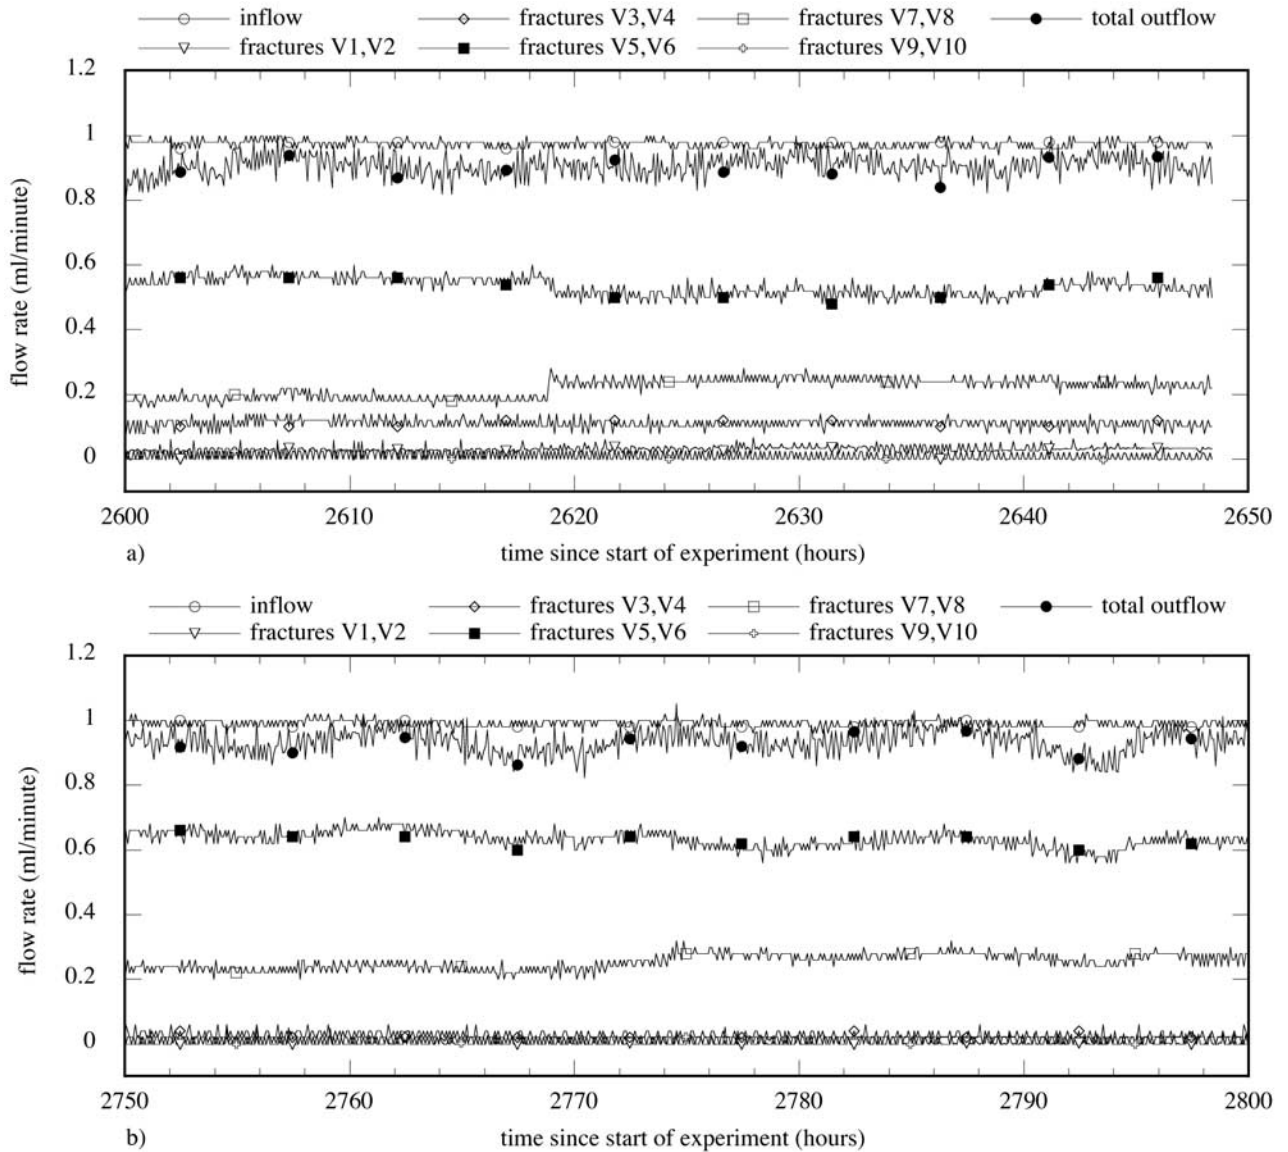 inflow fractures V3,V4 fractures V7,V8 total outflow
fractures V1,V2 fractures V5,V6 fractures V9,V10
flow rate (ml/minute)
1.2
1
0.8
0.6
0.4
0.2
0
2600 2610 2620 2630 2640 2650
a) time since start of experiment (hours)
inflow fractures V3,V4 fractures V7,V8 total outflow
fractures V1,V2 fractures V5,V6 fractures V9,V10
flow rate (ml/minute)
1.2
1
0.8
0.6
0.4
0.2
0
2750 2760 2770 2780 2790 2800
b) time since start of experiment (hours)